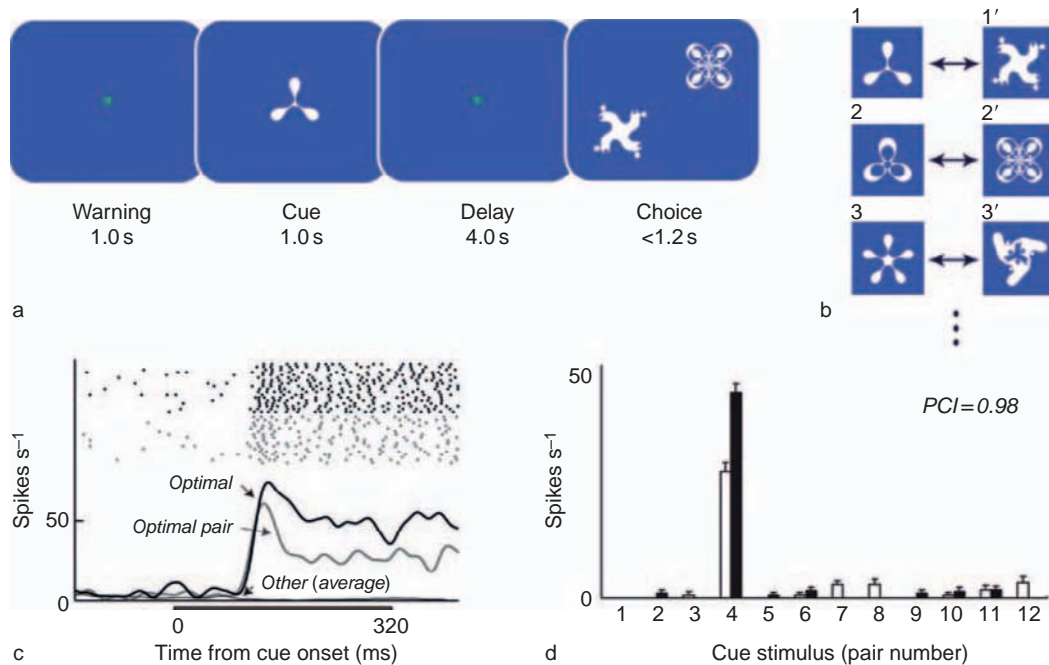 1 1′
2 2′
3 3′
Warning Cue Delay Choice
1.0 s 1.0 s 4.0 s <1.2 s
a
b
Spikes s⁻¹
50
0
Optimal
Optimal pair
Other (average)
0 320
c Time from cue onset (ms)
Spikes s⁻¹
50
0
PCI = 0.98
1 2 3 4 5 6 7 8 9 10 11 12
d Cue stimulus (pair number)